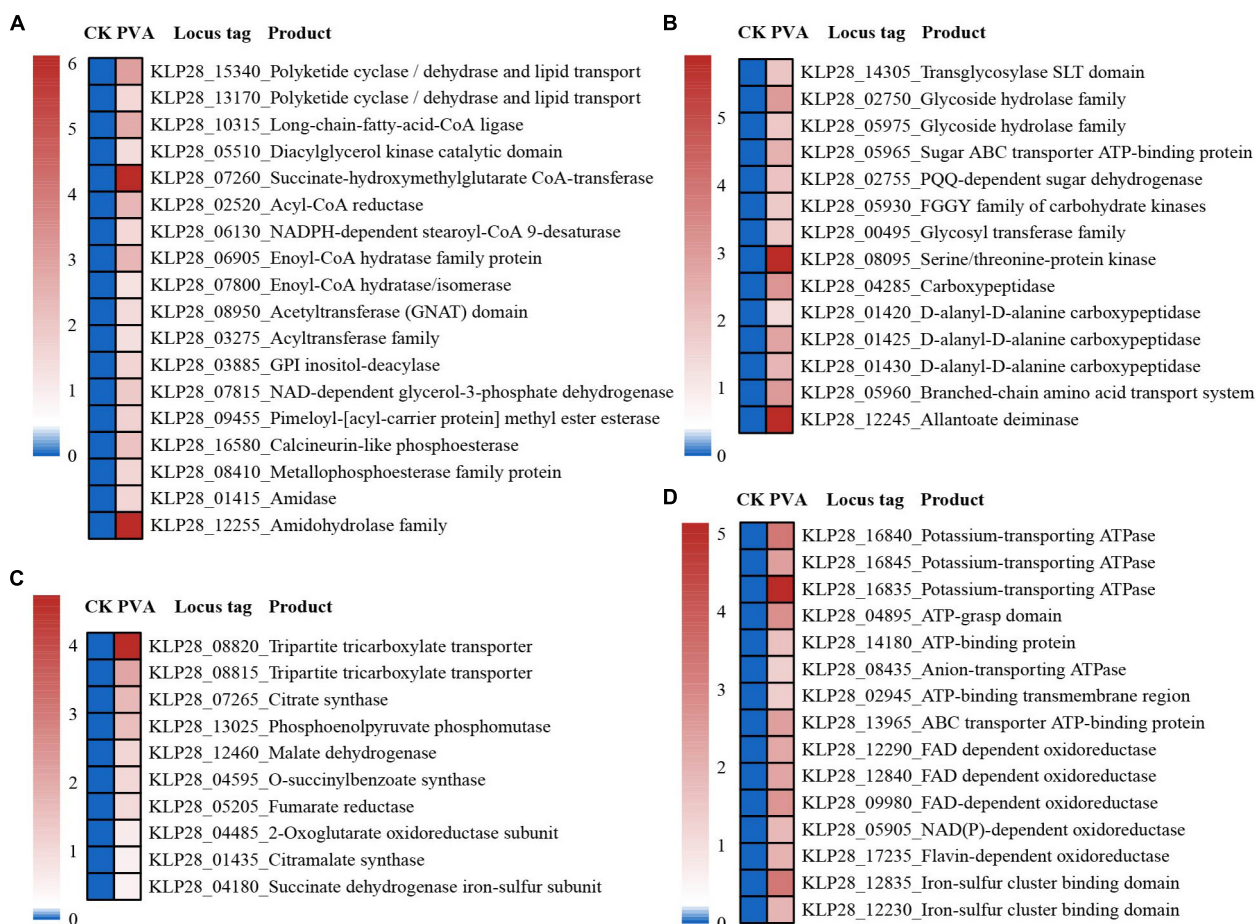 A
CK PVA Locus tag Product
6
5
4
3
2
1
0
KLP28_15340_Polyketide cyclase / dehydrase and lipid transport
KLP28_13170_Polyketide cyclase / dehydrase and lipid transport
KLP28_10315_Long-chain-fatty-acid-CoA ligase
KLP28_05510_Diacylglycerol kinase catalytic domain
KLP28_07260_Succinate-hydroxymethylglutarate CoA-transferase
KLP28_02520_Acyl-CoA reductase
KLP28_06130_NADPH-dependent stearoyl-CoA 9-desaturase
KLP28_06905_Enoyl-CoA hydratase family protein
KLP28_07800_Enoyl-CoA hydratase/isomerase
KLP28_08950_Acetyltransferase (GNAT) domain
KLP28_03275_Acyltransferase family
KLP28_03885_GPI inositol-deacylase
KLP28_07815_NAD-dependent glycerol-3-phosphate dehydrogenase
KLP28_09455_Pimeloyl-[acyl-carrier protein] methyl ester esterase
KLP28_16580_Calcineurin-like phosphoesterase
KLP28_08410_Metallophosphoesterase family protein
KLP28_01415_Amidase
KLP28_12255_Amidohydrolase family
B
CK PVA Locus tag Product
5
4
3
2
1
0
KLP28_14305_Transglycosylase SLT domain
KLP28_02750_Glycoside hydrolase family
KLP28_05975_Glycoside hydrolase family
KLP28_05965_Sugar ABC transporter ATP-binding protein
KLP28_02755_PQQ-dependent sugar dehydrogenase
KLP28_05930_FGGY family of carbohydrate kinases
KLP28_00495_Glycosyl transferase family
KLP28_08095_Serine/threonine-protein kinase
KLP28_04285_Carboxypeptidase
KLP28_01420_D-alanyl-D-alanine carboxypeptidase
KLP28_01425_D-alanyl-D-alanine carboxypeptidase
KLP28_01430_D-alanyl-D-alanine carboxypeptidase
KLP28_05960_Branched-chain amino acid transport system
KLP28_12245_Allantoate deiminase
C
CK PVA Locus tag Product
4
3
2
1
0
KLP28_08820_Tripartite tricarboxylate transporter
KLP28_08815_Tripartite tricarboxylate transporter
KLP28_07265_Citrate synthase
KLP28_13025_Phosphoenolpyruvate phosphomutase
KLP28_12460_Malate dehydrogenase
KLP28_04595_O-succinylbenzoate synthase
KLP28_05205_Fumarate reductase
KLP28_04485_2-Oxoglutarate oxidoreductase subunit
KLP28_01435_Citramalate synthase
KLP28_04180_Succinate dehydrogenase iron-sulfur subunit
D
CK PVA Locus tag Product
5
4
3
2
1
0
KLP28_16840_Potassium-transporting ATPase
KLP28_16845_Potassium-transporting ATPase
KLP28_16835_Potassium-transporting ATPase
KLP28_04895_ATP-grasp domain
KLP28_14180_ATP-binding protein
KLP28_08435_Anion-transporting ATPase
KLP28_02945_ATP-binding transmembrane region
KLP28_13965_ABC transporter ATP-binding protein
KLP28_12290_FAD dependent oxidoreductase
KLP28_12840_FAD dependent oxidoreductase
KLP28_09980_FAD-dependent oxidoreductase
KLP28_05905_NAD(P)-dependent oxidoreductase
KLP28_17235_Flavin-dependent oxidoreductase
KLP28_12835_Iron-sulfur cluster binding domain
KLP28_12230_Iron-sulfur cluster binding domain